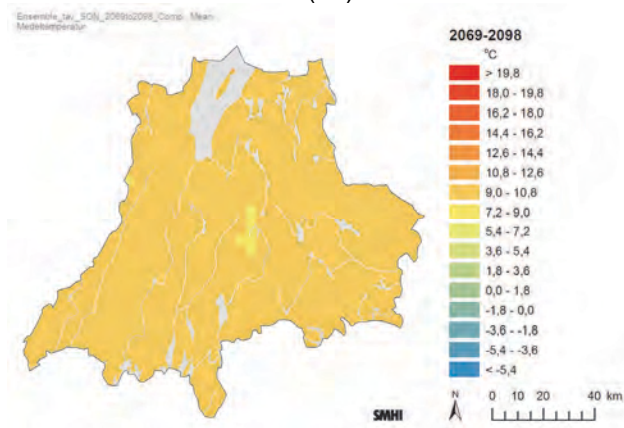 Ensemble_tau_SON_2069to2098_Comp. Mean
Medeltemperatur
2069-2098
°C
> 19,8
18,0 - 19,8
16,2 - 18,0
14,4 - 16,2
12,6 - 14,4
10,8 - 12,6
9,0 - 10,8
7,2 - 9,0
5,4 - 7,2
3,6 - 5,4
1,8 - 3,6
0,0 - 1,8
-1,8 - 0,0
-3,6 - -1,8
-5,4 - -3,6
< -5,4
N
0 10 20 40 km
SMHI